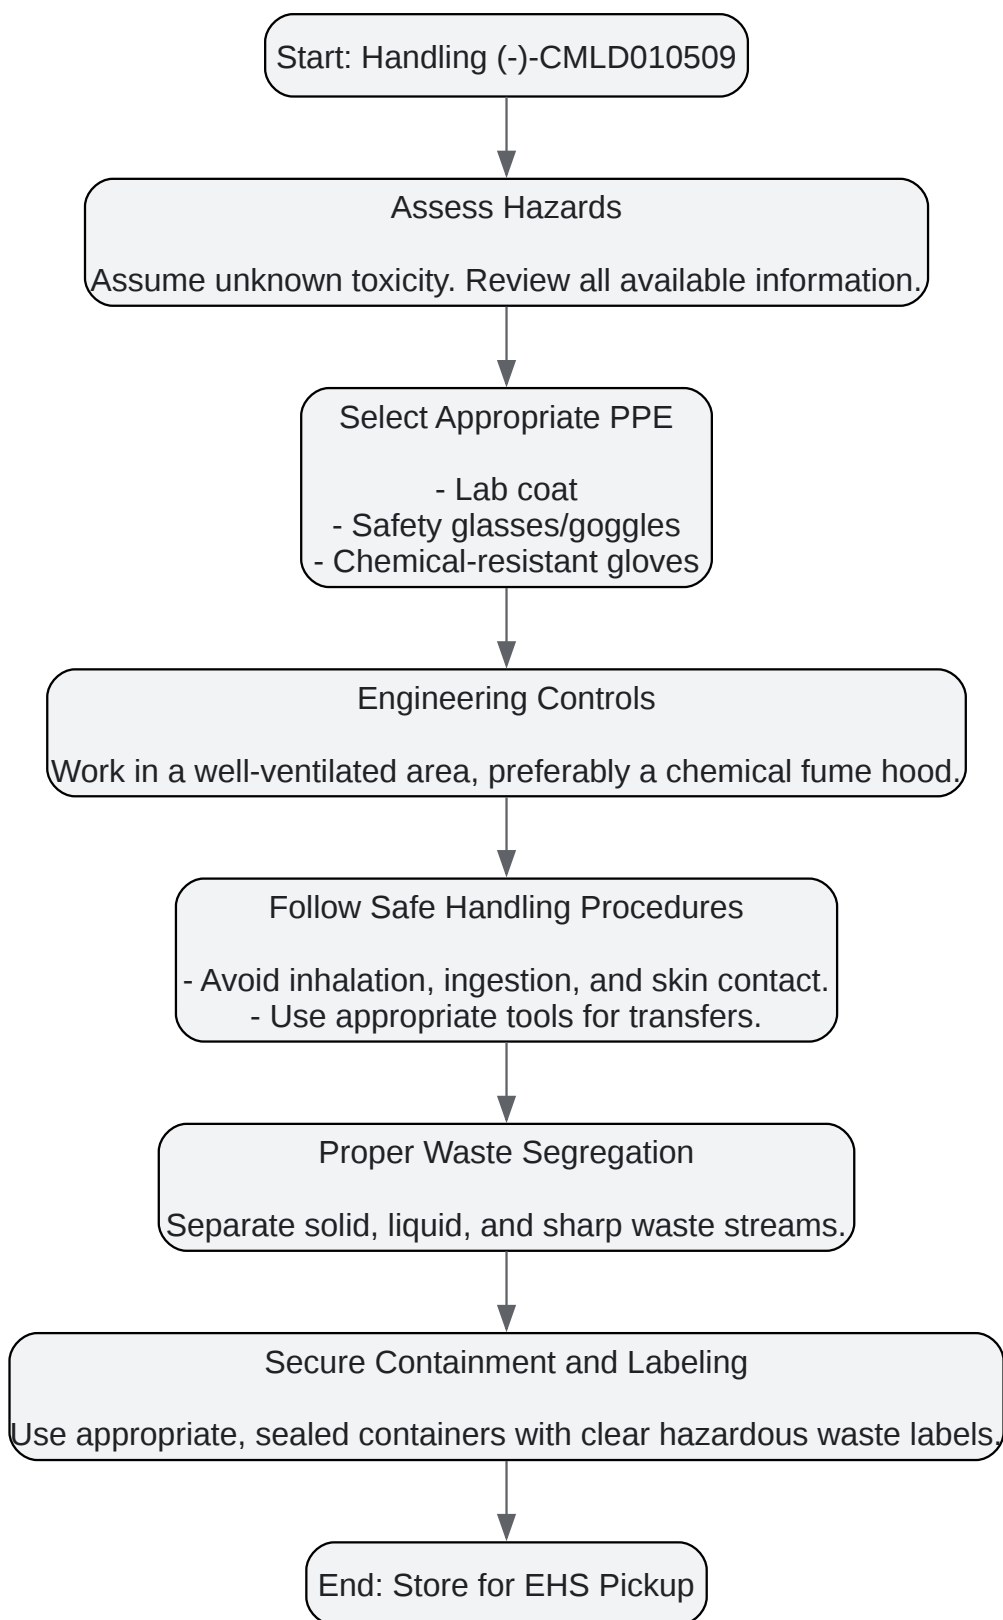 Start: Handling (-)-CMLD010509
Assess Hazards
Assume unknown toxicity. Review all available information.
Select Appropriate PPE
- Lab coat
- Safety glasses/goggles
- Chemical-resistant gloves
Engineering Controls
Work in a well-ventilated area, preferably a chemical fume hood.
Follow Safe Handling Procedures
- Avoid inhalation, ingestion, and skin contact.
- Use appropriate tools for transfers.
Proper Waste Segregation
Separate solid, liquid, and sharp waste streams.
Secure Containment and Labeling
Use appropriate, sealed containers with clear hazardous waste labels.
End: Store for EHS Pickup